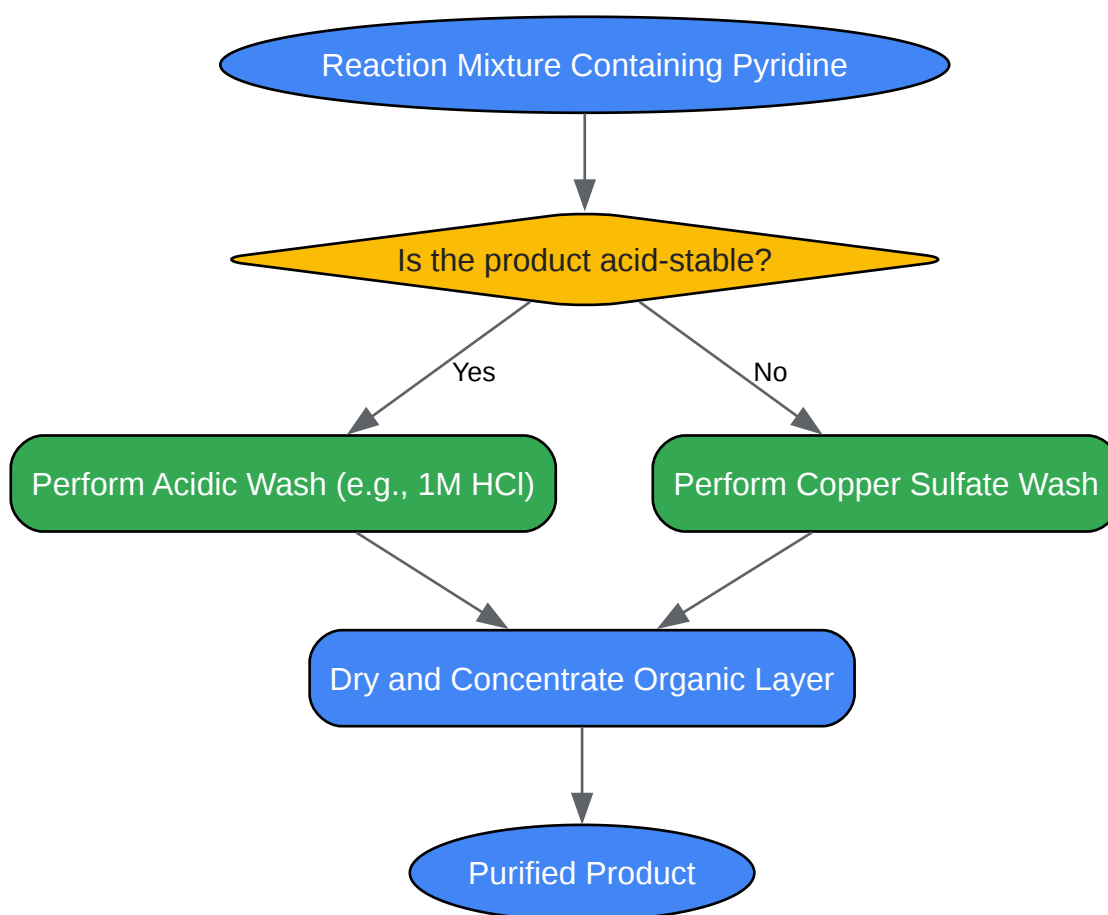 Reaction Mixture Containing Pyridine
Is the product acid-stable?
Yes
No
Perform Acidic Wash (e.g., 1M HCl)
Perform Copper Sulfate Wash
Dry and Concentrate Organic Layer
Purified Product